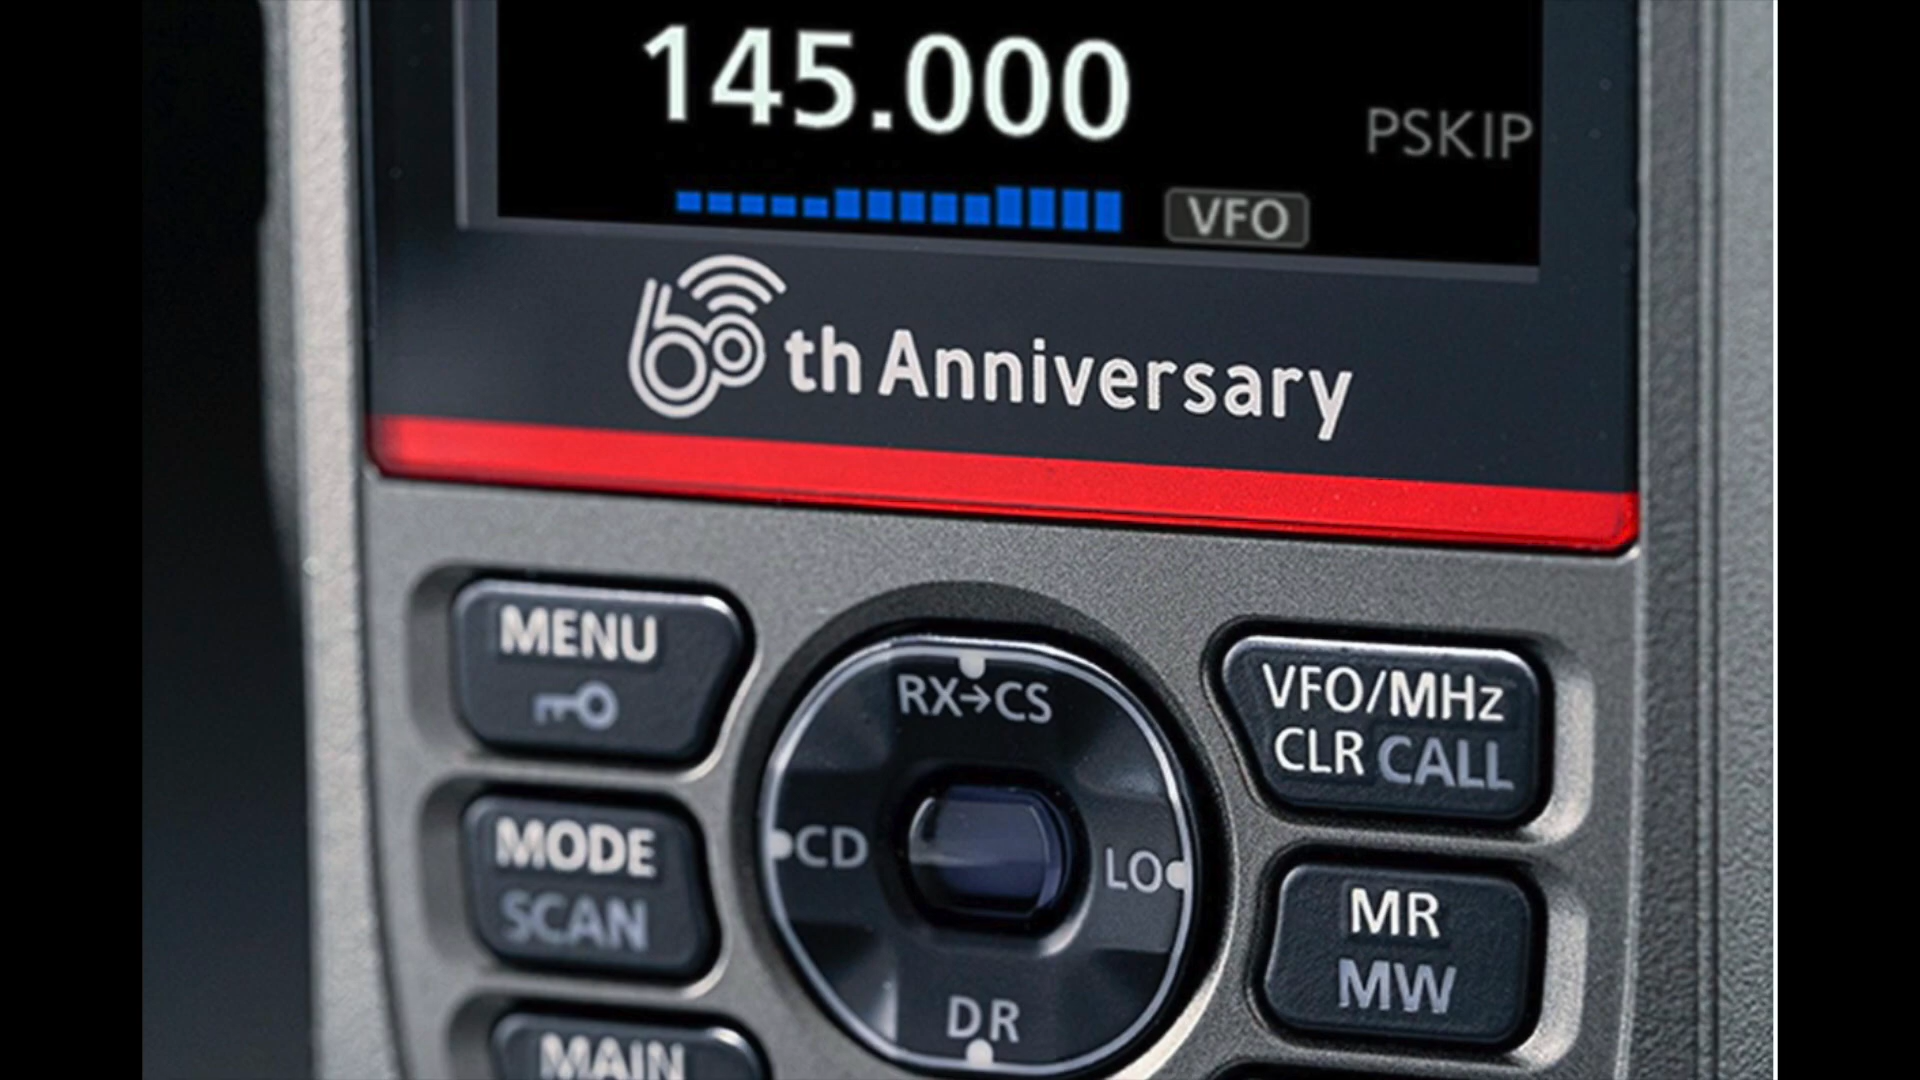 145.000
PSKIP
VFO
60th Anniversary
MENU
RX→CS
VFO/MHz
CLR CALL
MODE
SCAN
CD
LO
MR
MW
DR
MAIN